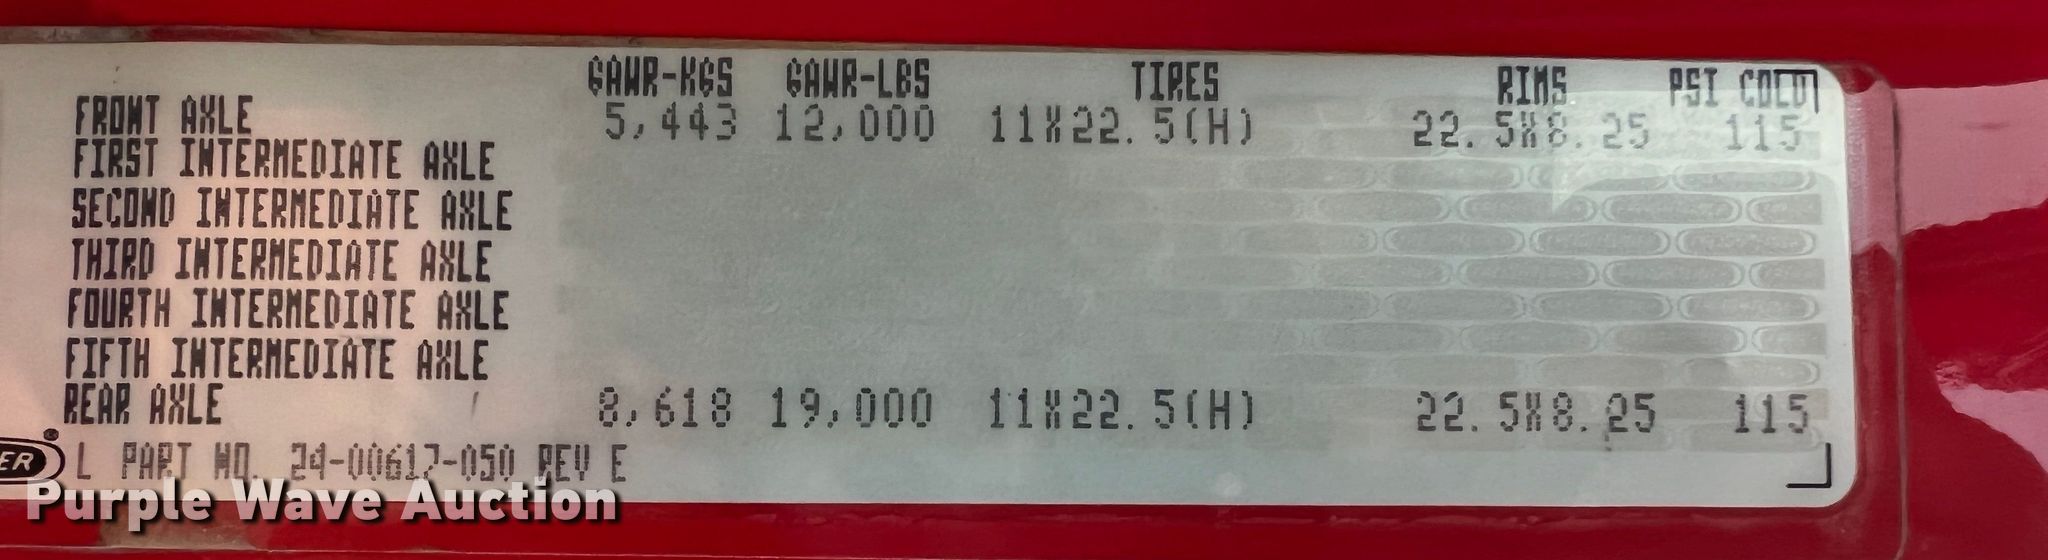 GAWR-KGS GAWR-LBS TIRES RIMS PSI COLD
FRONT AXLE 5,443 12,000 11X22.5(H) 22.5X8.25 115
FIRST INTERMEDIATE AXLE
SECOND INTERMEDIATE AXLE
THIRD INTERMEDIATE AXLE
FOURTH INTERMEDIATE AXLE
FIFTH INTERMEDIATE AXLE
REAR AXLE 8,618 19,000 11X22.5(H) 22.5X8.25 115
ER® L PART NO. 24-00617-050 REV E
Purple Wave Auction